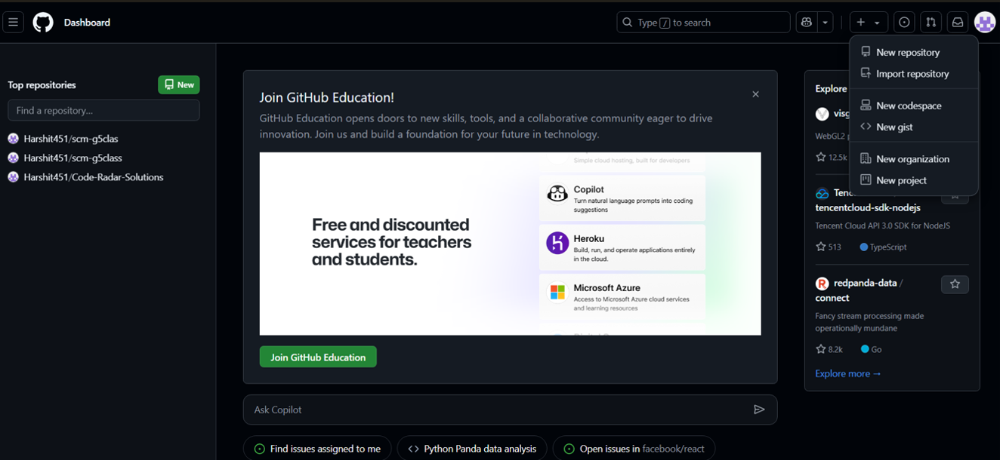 Dashboard
Type / to search
New repository
Import repository
New codespace
New gist
New organization
New project
Top repositories
New
Find a repository...
Harshit451/scm-g5clas
Harshit451/scm-g5class
Harshit451/Code-Radar-Solutions
Join GitHub Education!
GitHub Education opens doors to new skills, tools, and a collaborative community eager to drive
innovation. Join us and build a foundation for your future in technology.
Free and discounted
services for teachers
and students.
Simple cloud hosting, built for developers
Copilot
Turn natural language prompts into coding
suggestions
Heroku
Build, run, and operate applications entirely
in the cloud.
Microsoft Azure
Access to Microsoft Azure cloud services
and learning resources
Join GitHub Education
Ask Copilot
Find issues assigned to me
Python Panda data analysis
Open issues in facebook/react
Explore
WebGL2
12.5k
tencentcloud-sdk-nodejs
Tencent Cloud API 3.0 SDK for NodeJS
513
TypeScript
redpanda-data /
connect
Fancy stream processing made
operationally mundane
8.2k
Go
Explore more →